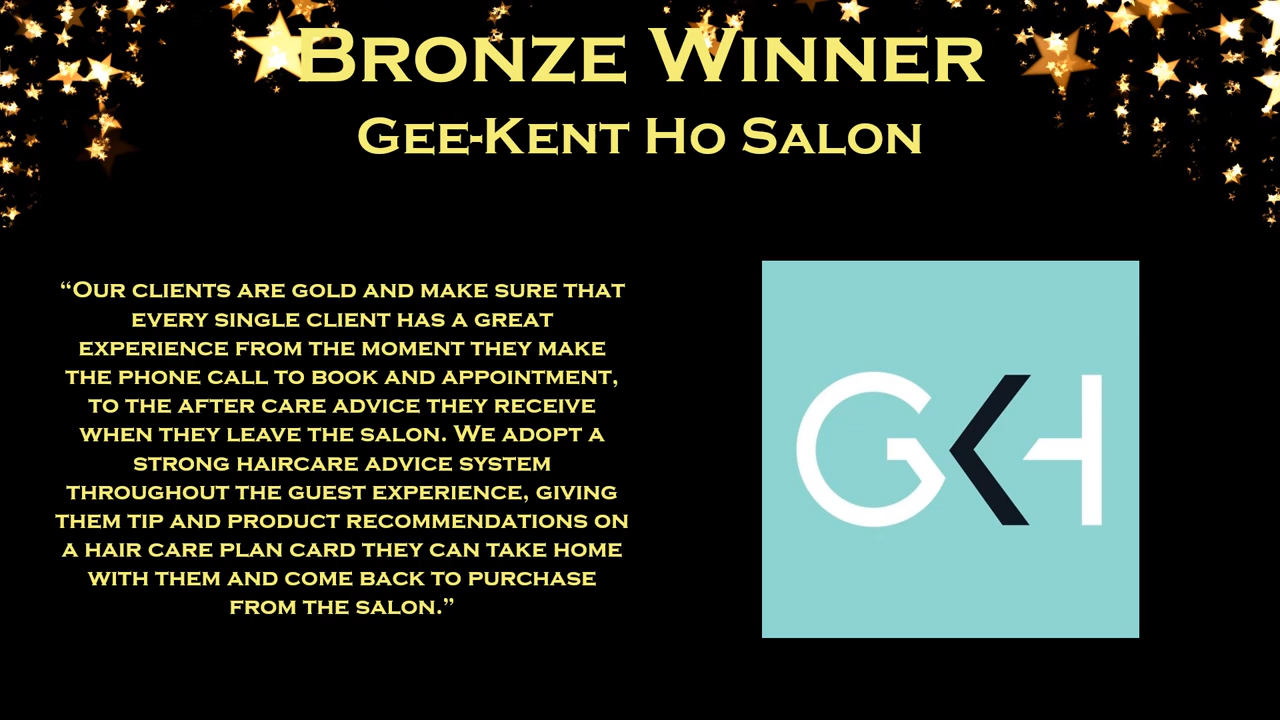 Bronze Winner
Gee-Kent Ho Salon
“Our clients are gold and make sure that
every single client has a great
experience from the moment they make
the phone call to book and appointment,
to the after care advice they receive
when they leave the salon. We adopt a
strong haircare advice system
throughout the guest experience, giving
them tip and product recommendations on
a hair care plan card they can take home
with them and come back to purchase
from the salon.”
GKH